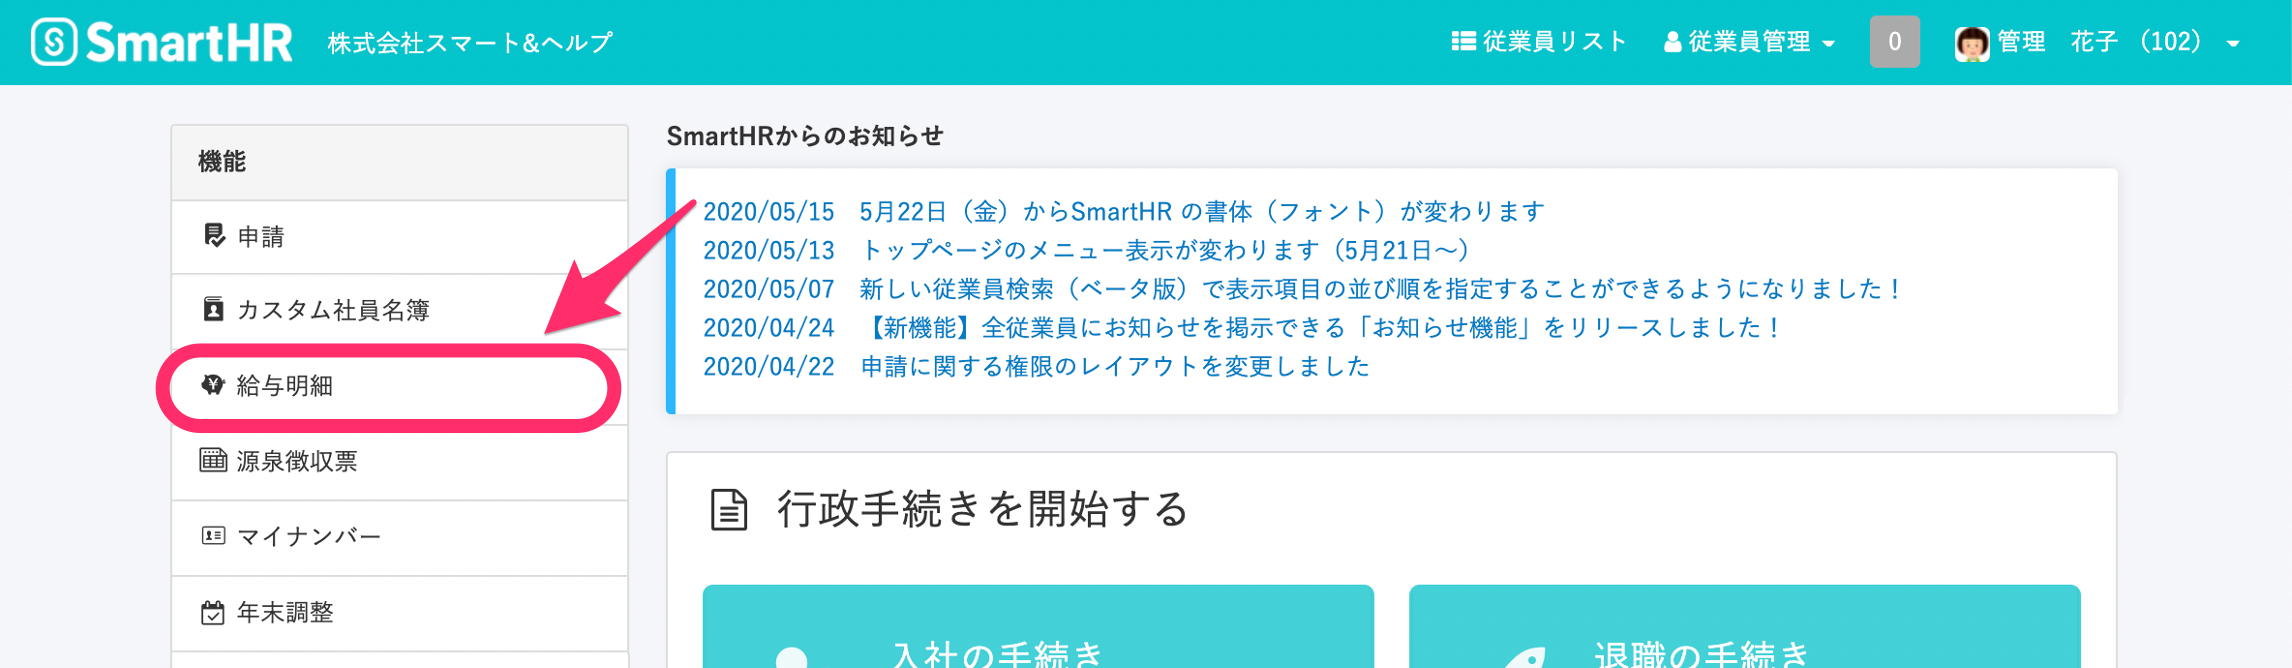 SmartHR 株式会社スマート&ヘルプ 従業員リスト 従業員管理 0 管理 花子 （102）
機能
申請
カスタム社員名簿
給与明細
源泉徴収票
マイナンバー
年末調整
SmartHRからのお知らせ
2020/05/15 5月22日（金）からSmartHR の書体（フォント）が変わります
2020/05/13 トップページのメニュー表示が変わります（5月21日〜）
2020/05/07 新しい従業員検索（ベータ版）で表示項目の並び順を指定することができるようになりました！
2020/04/24 【新機能】全従業員にお知らせを掲示できる「お知らせ機能」をリリースしました！
2020/04/22 申請に関する権限のレイアウトを変更しました
行政手続きを開始する
入社の手続き
退職の手続き